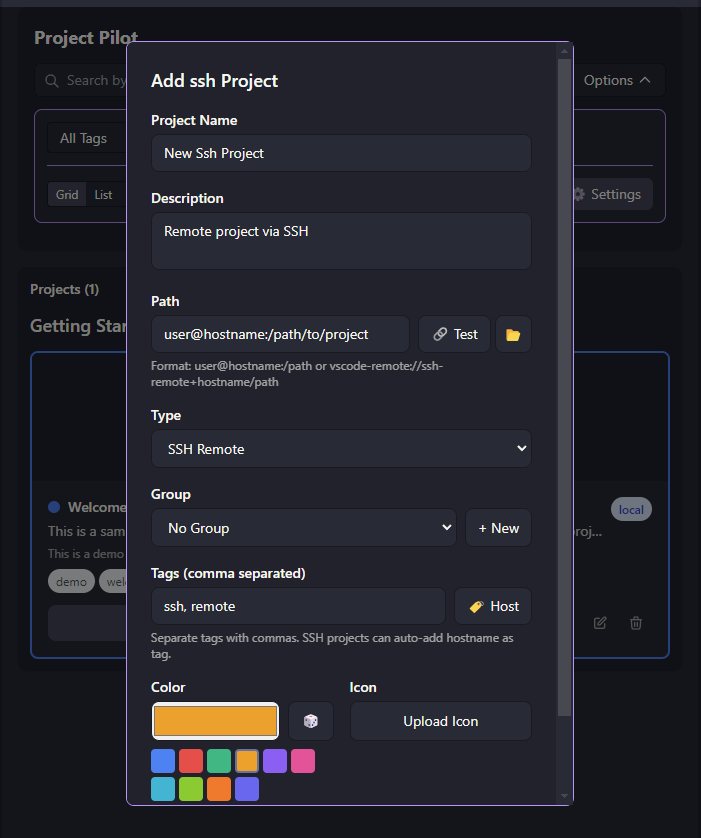 Project Pilot
Search by
Options
All Tags
Grid
List
Settings
Projects (1)
Getting Star
Welcome
local
This is a sam
proj...
This is a demo
demo
Add ssh Project
Project Name
New Ssh Project
Description
Remote project via SSH
Path
user@hostname:/path/to/project
Test
Format: user@hostname:/path or vscode-remote://ssh-
remote+hostname/path
Type
SSH Remote
Group
No Group
+ New
Tags (comma separated)
ssh, remote
Host
Separate tags with commas. SSH projects can auto-add hostname as
tag.
Color
Icon
Upload Icon